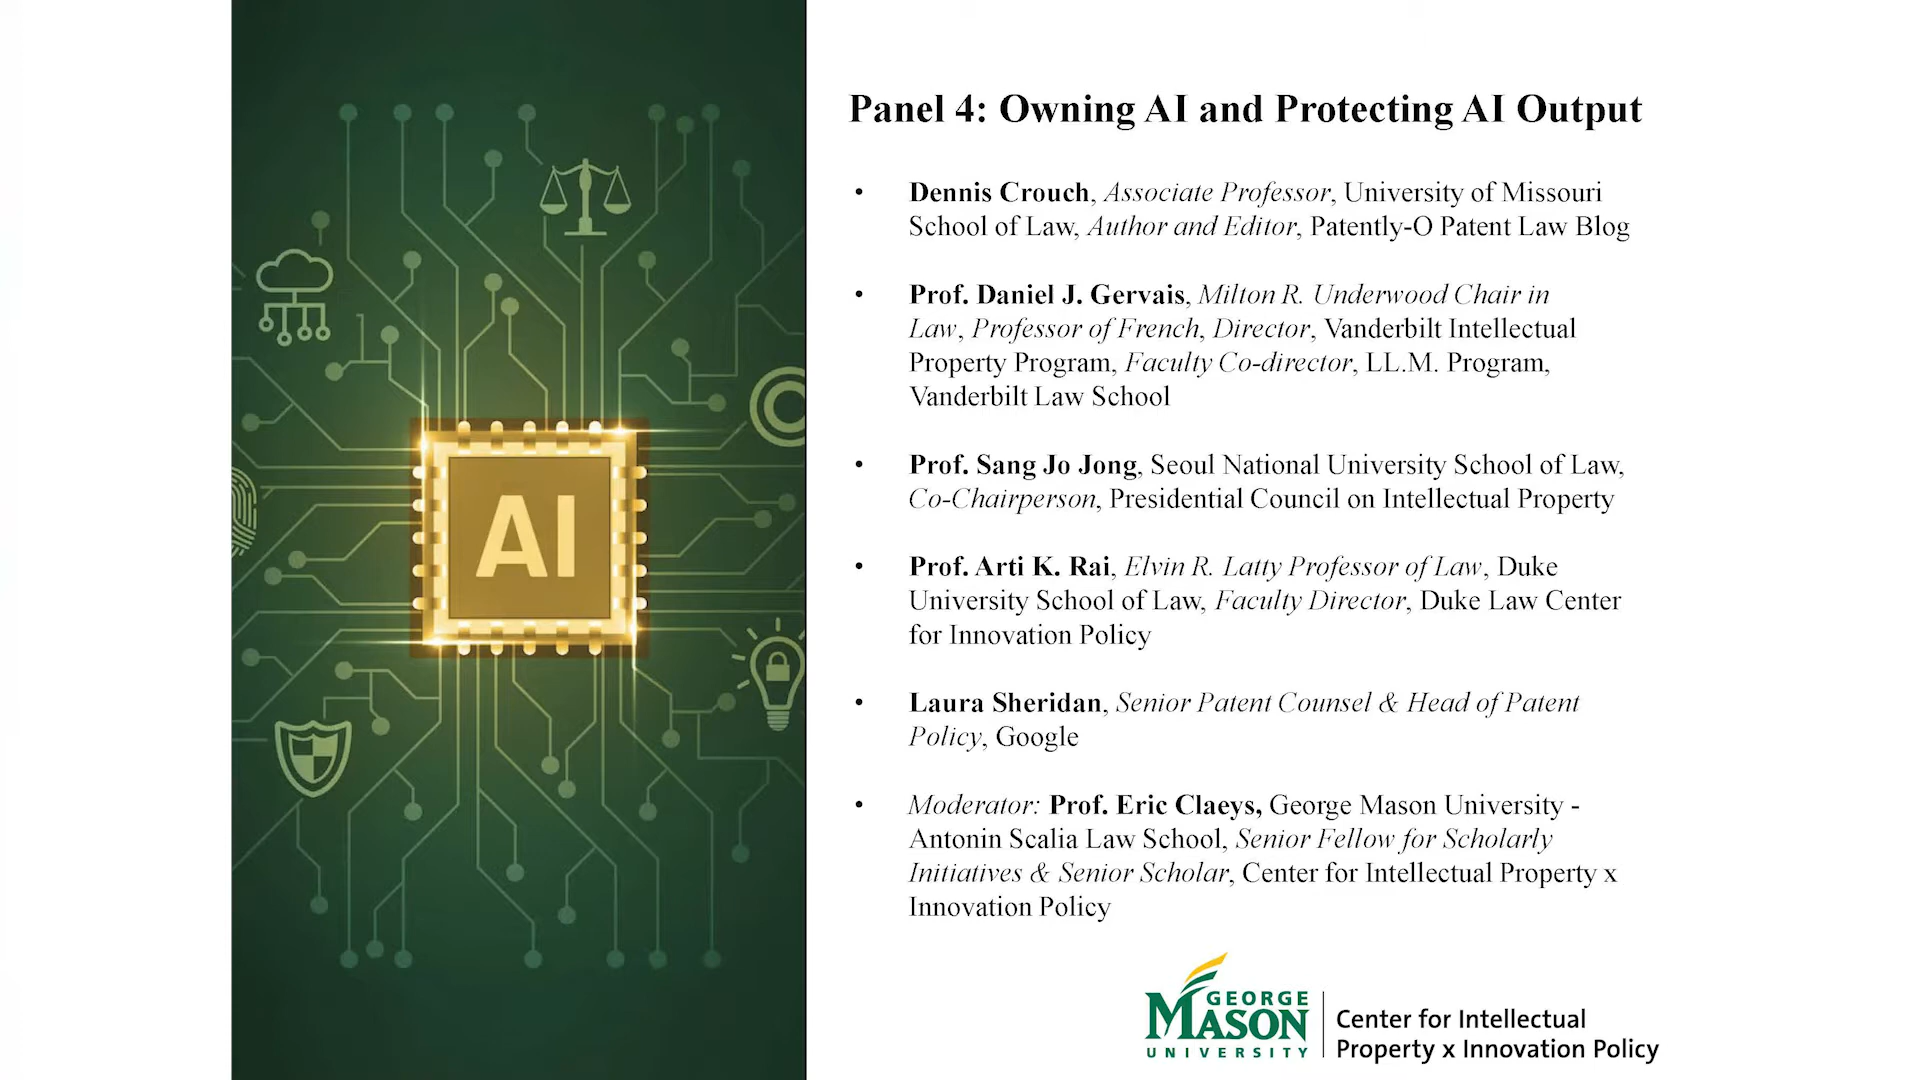 Panel 4: Owning AI and Protecting AI Output
• Dennis Crouch, Associate Professor, University of Missouri
School of Law, Author and Editor, Patently-O Patent Law Blog
• Prof. Daniel J. Gervais, Milton R. Underwood Chair in
Law, Professor of French, Director, Vanderbilt Intellectual
Property Program, Faculty Co-director, LL.M. Program,
Vanderbilt Law School
• Prof. Sang Jo Jong, Seoul National University School of Law,
Co-Chairperson, Presidential Council on Intellectual Property
• Prof. Arti K. Rai, Elvin R. Latty Professor of Law, Duke
University School of Law, Faculty Director, Duke Law Center
for Innovation Policy
• Laura Sheridan, Senior Patent Counsel & Head of Patent
Policy, Google
• Moderator: Prof. Eric Claeys, George Mason University -
Antonin Scalia Law School, Senior Fellow for Scholarly
Initiatives & Senior Scholar, Center for Intellectual Property x
Innovation Policy
AI
©
GEORGE
MASON
UNIVERSITY
Center for Intellectual
Property x Innovation Policy